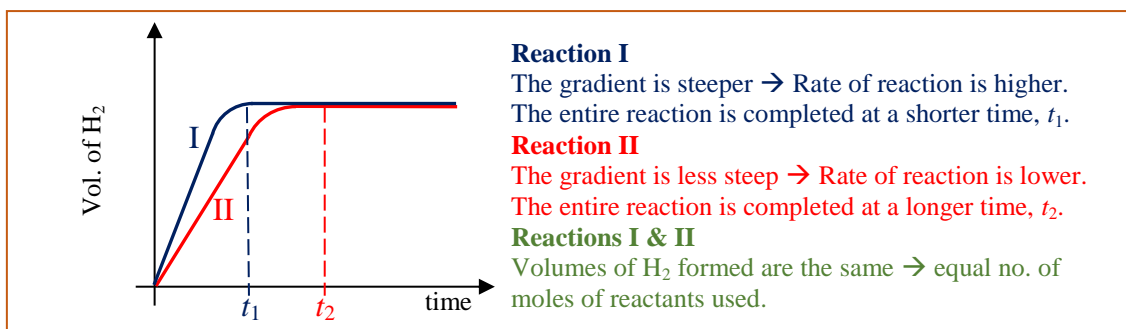 Vol. of H₂
I
II
t₁
t₂
time
Reaction I
The gradient is steeper → Rate of reaction is higher.
The entire reaction is completed at a shorter time, t₁.
Reaction II
The gradient is less steep → Rate of reaction is lower.
The entire reaction is completed at a longer time, t₂.
Reactions I & II
Volumes of H₂ formed are the same → equal no. of
moles of reactants used.